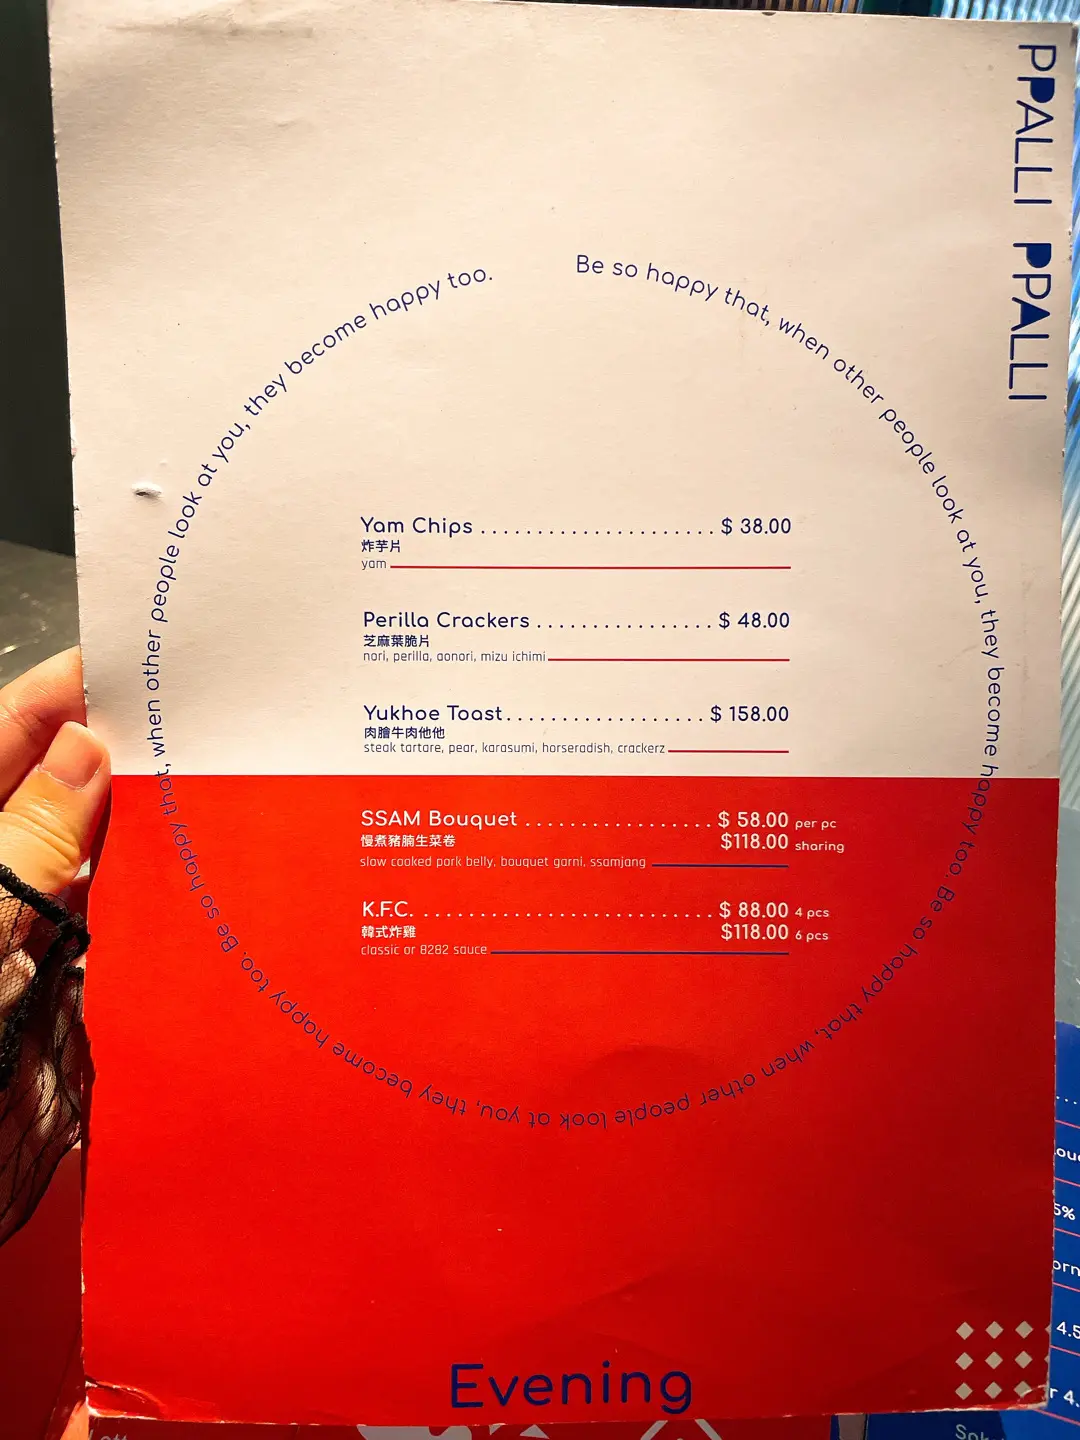 PPALLI PPALLI
Be so happy that, when other people look at you, they become happy too. Be so happy that, when other people look at you, they become happy too. Be so happy that, when other people look at you, they become happy too.
Yam Chips ...................... $ 38.00
炸芋片
yam
Perilla Crackers ................. $ 48.00
芝麻葉脆片
nori, perilla, aonori, mizu ichimi
Yukhoe Toast................... $ 158.00
肉膾牛肉他他
steak tartare, pear, karasumi, horseradish, crackerz
SSAM Bouquet .................. $ 58.00 per pc
慢煮豬腩生菜卷 $118.00 sharing
slow cooked pork belly, bouquet garni, ssamjang
K.F.C. ............................ $ 88.00 4 pcs
韓式炸雞 $118.00 6 pcs
classic or 8282 sauce
Evening
5%
4.5
r 4.